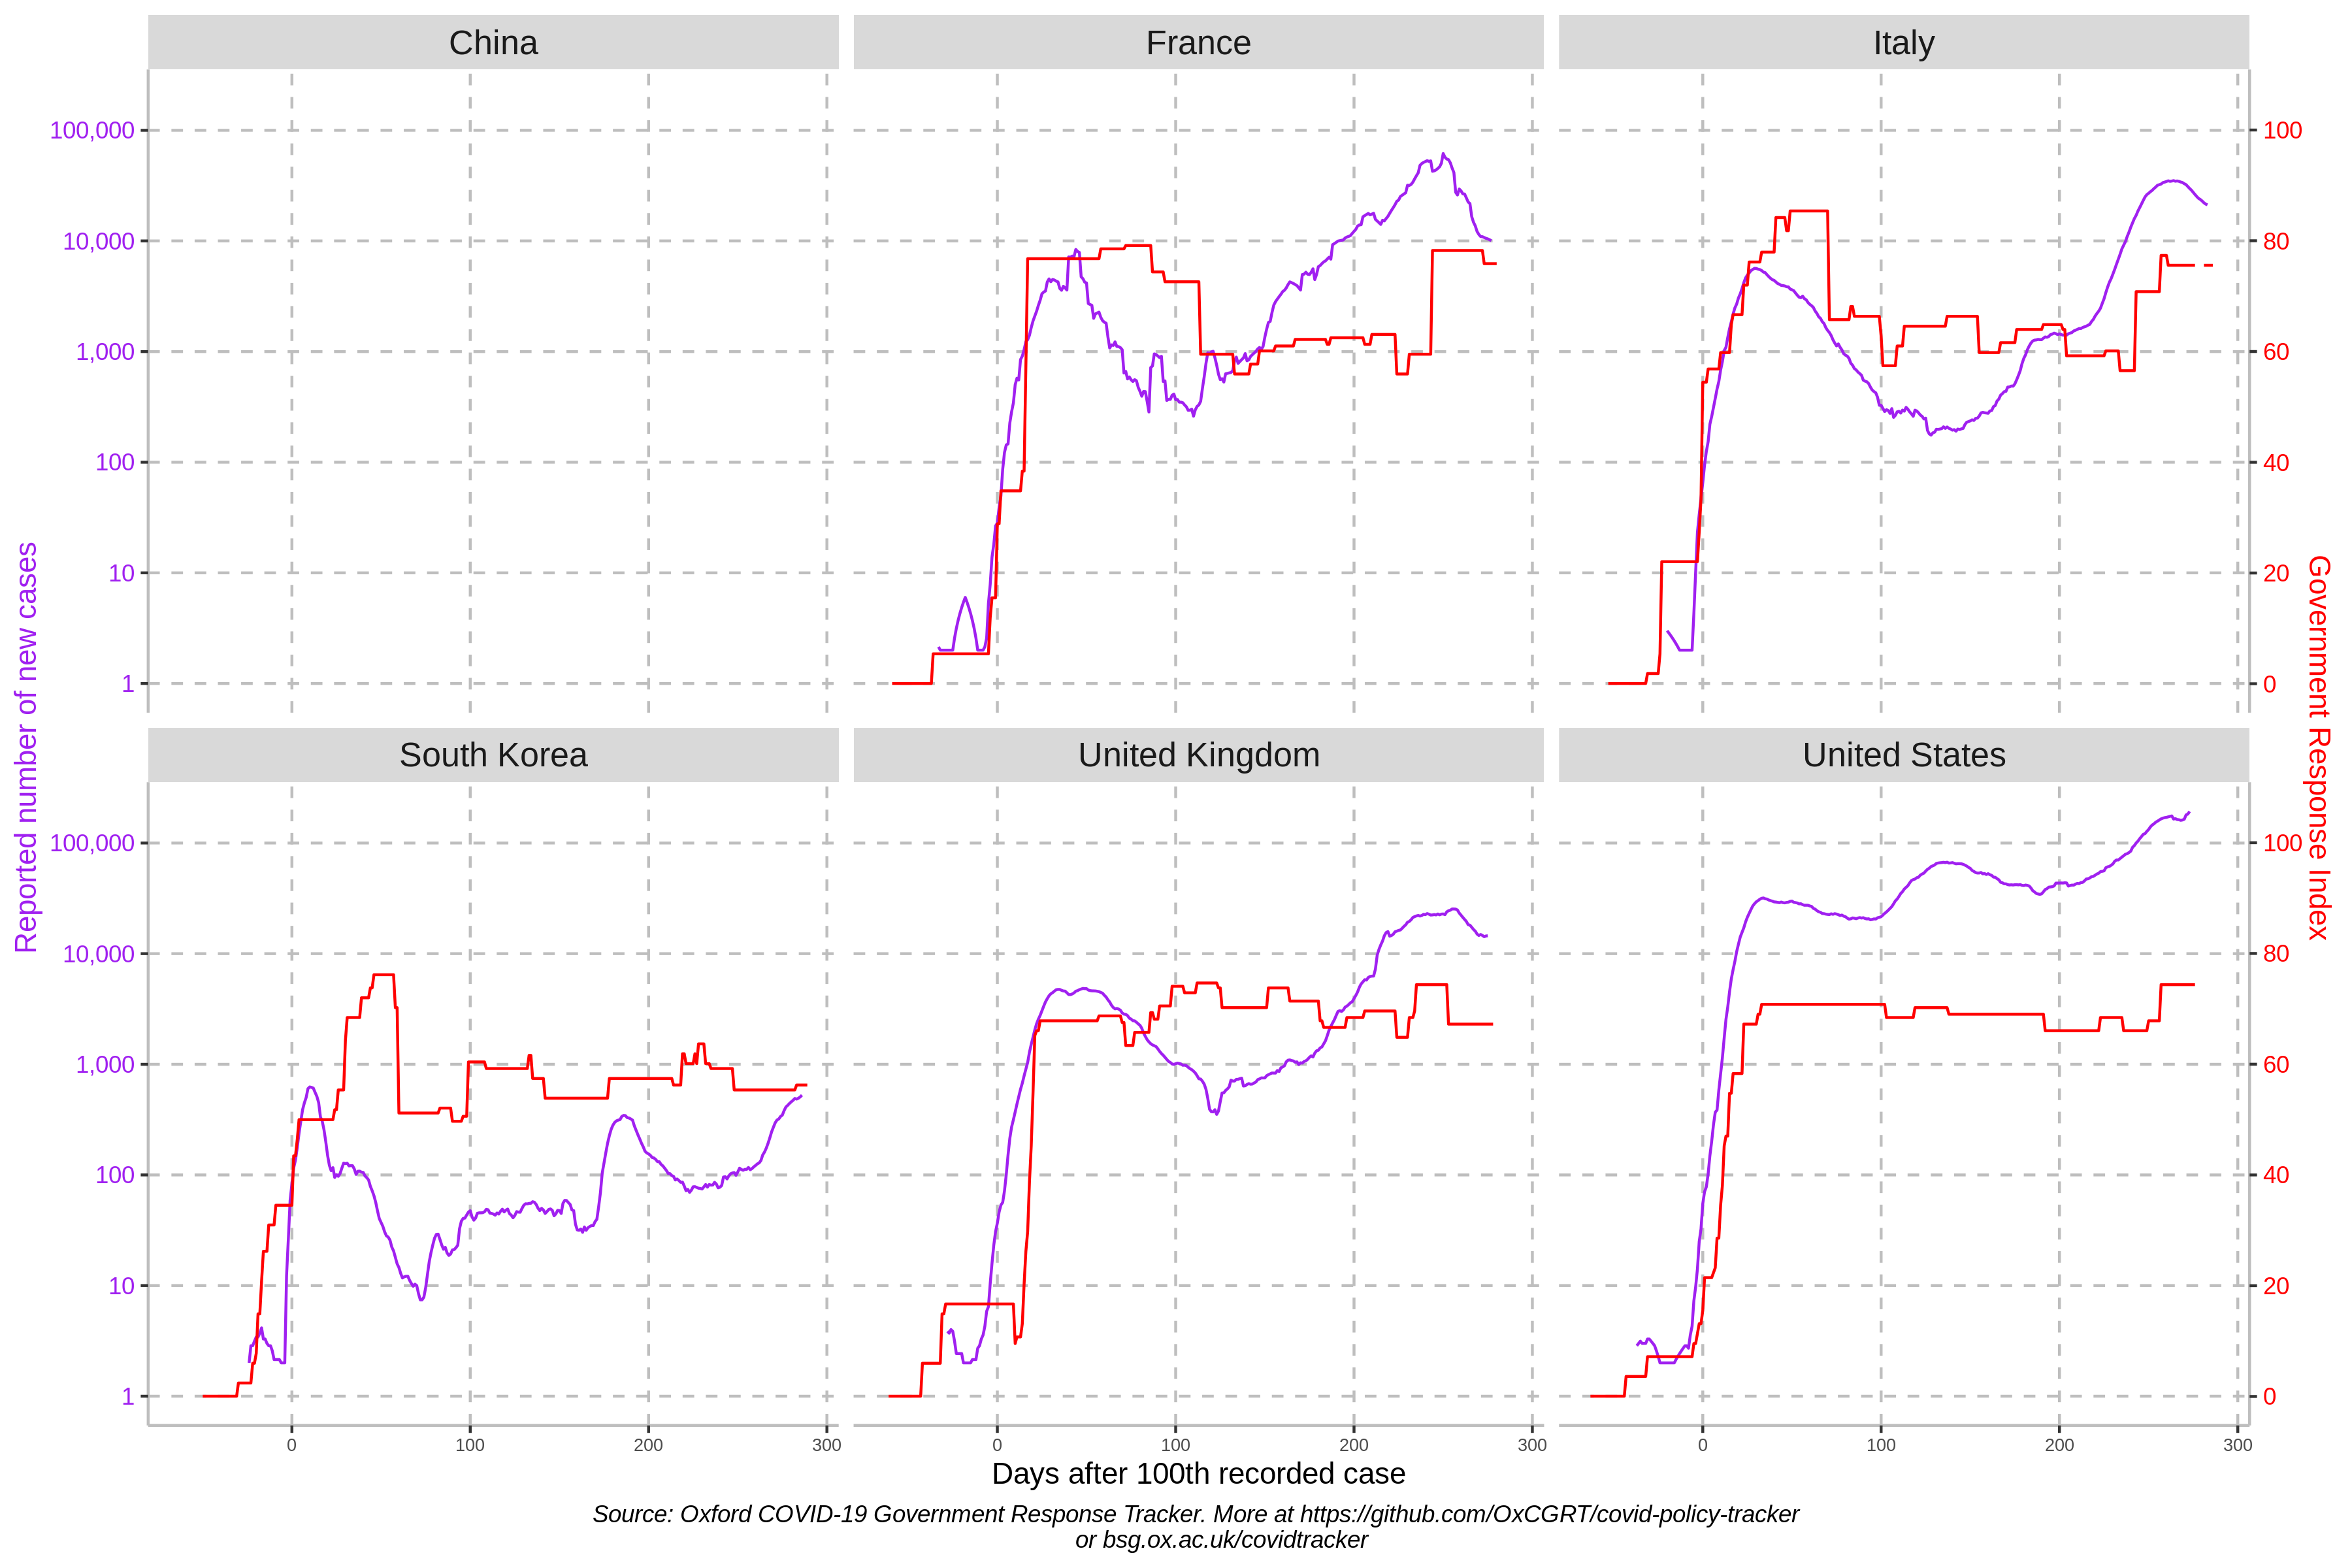 China
France
Italy
100,000
10,000
1,000
100
10
1
100
80
60
40
20
0
Reported number of new cases
Government Response Index
South Korea
United Kingdom
United States
100,000
10,000
1,000
100
10
1
100
80
60
40
20
0
0 100 200 300
0 100 200 300
0 100 200 300
Days after 100th recorded case
Source: Oxford COVID-19 Government Response Tracker. More at https://github.com/OxCGRT/covid-policy-tracker
or bsg.ox.ac.uk/covidtracker